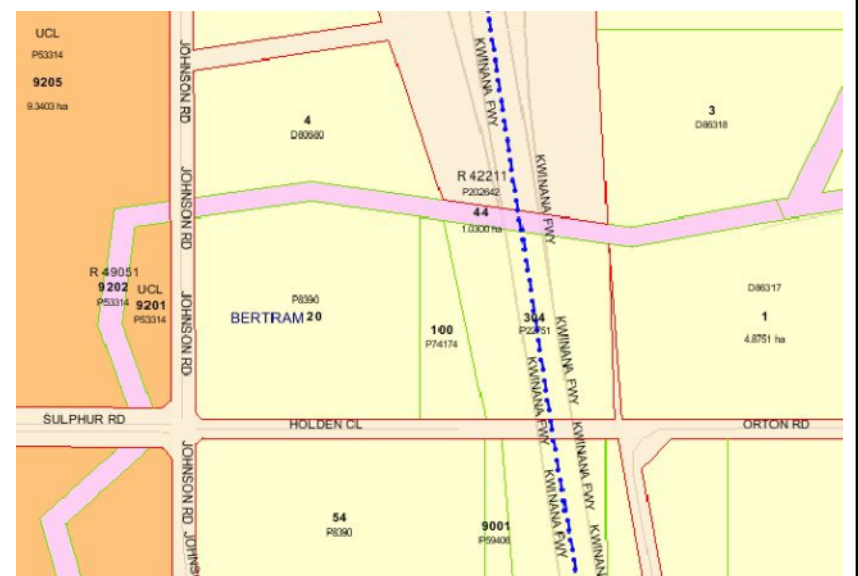 UCL
P53314
9205
9.3403 ha
JOHNSON RD
4
D80680
KWINANA FWY
3
D86318
R 42211
P202642
44
1.0300 ha
JOHNSON RD
KWINANA FWY
R 49051
9202
P53314
UCL
9201
P53314
JOHNSON RD
P8390
BERTRAM 20
100
P74174
304
P22751
KWINANA FWY
D86317
1
4.8751 ha
KWINANA FWY
SULPHUR RD
HOLDEN CL
ORTON RD
JOHNSON RD
54
P8390
9001
P59406
KWINANA FWY
KWINANA FWY
JOHNS
KWINAN